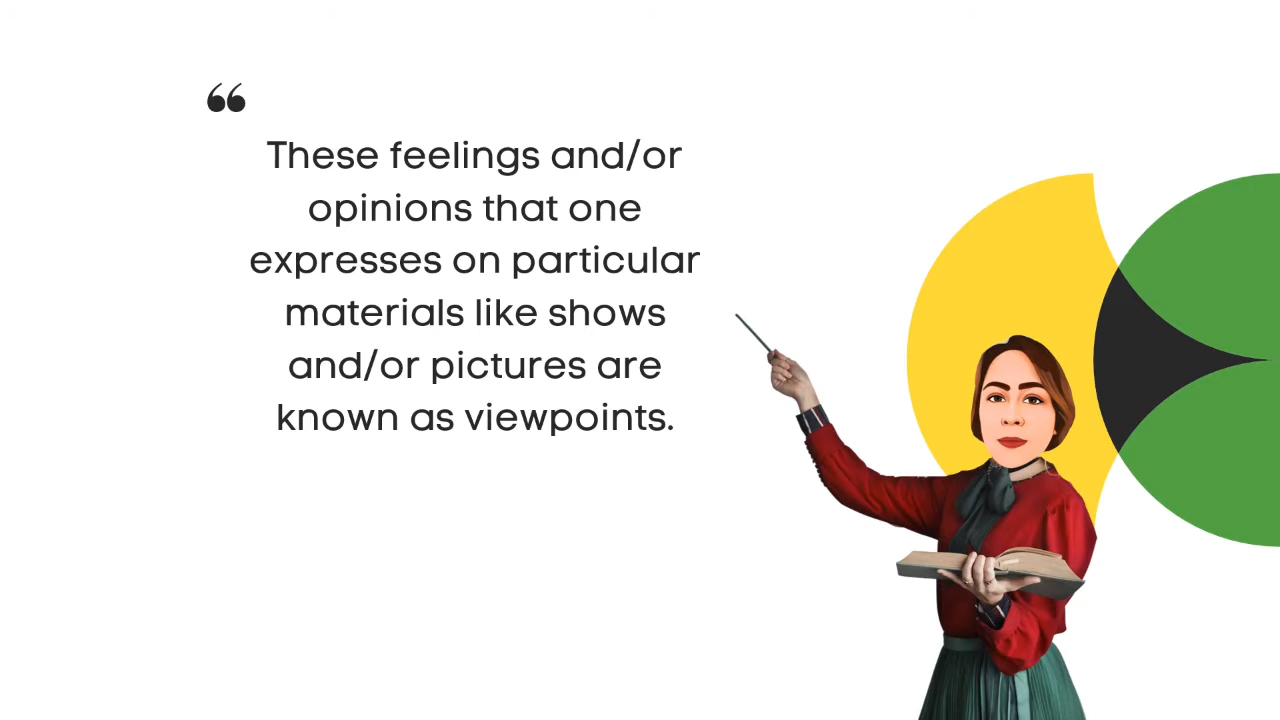 ❝
These feelings and/or
opinions that one
expresses on particular
materials like shows
and/or pictures are
known as viewpoints.